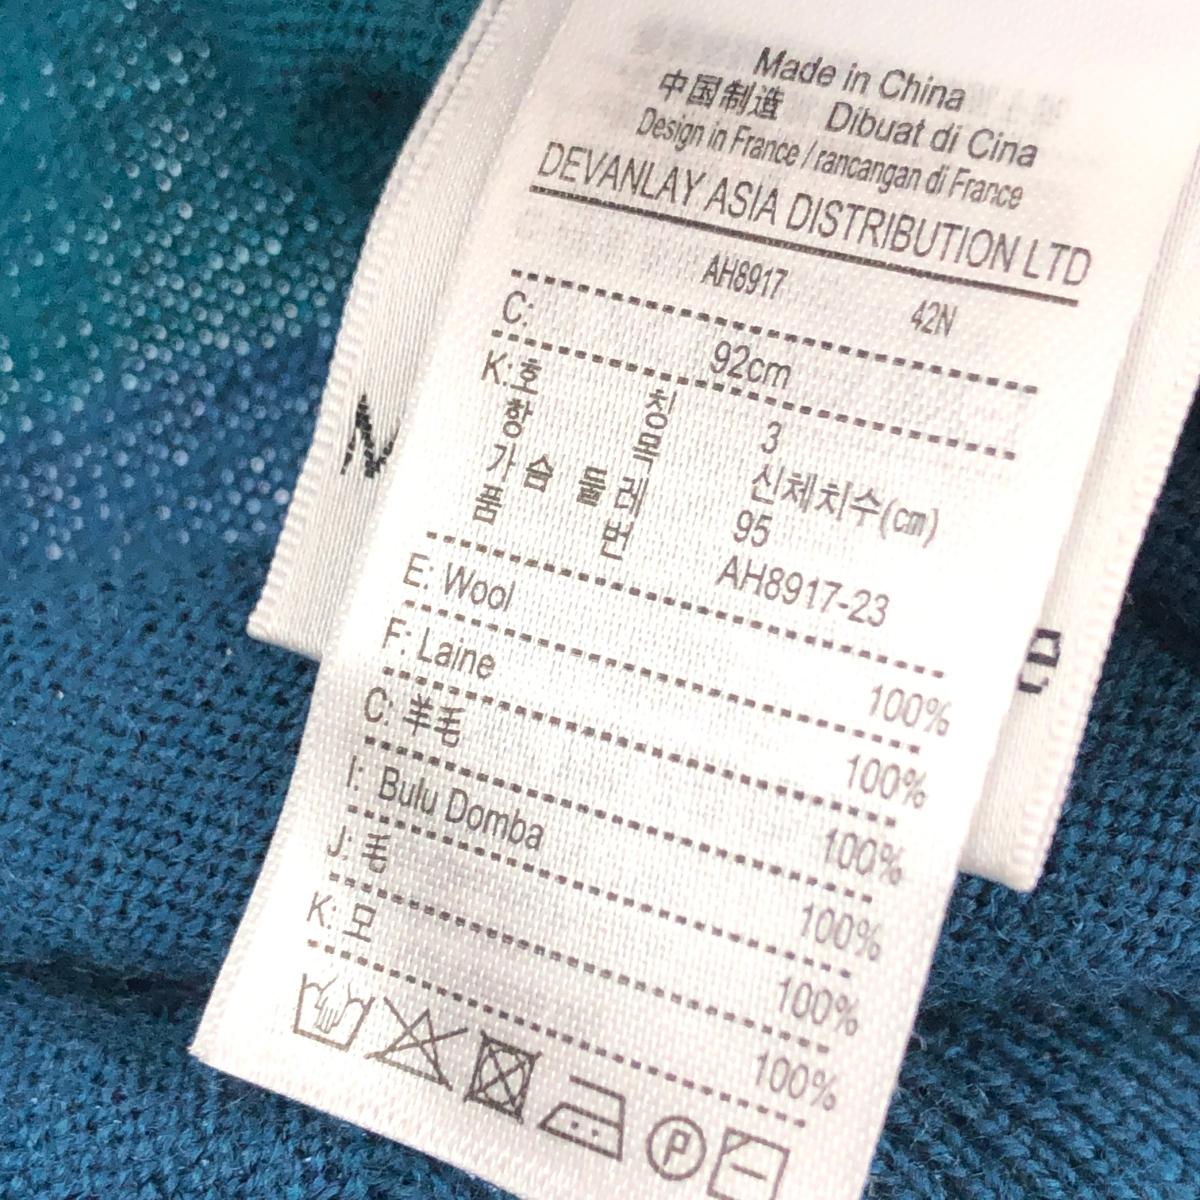 Made in China
中国制造 Dibuat di Cina
Design in France / rancangan di France
DEVANLAY ASIA DISTRIBUTION LTD
AH8917 42N
C: 92cm
K: 호 칭 3
항 목 신체치수(cm)
가슴둘레 95
품 번 AH8917-23
E: Wool 100%
F: Laine 100%
C: 羊毛 100%
I: Bulu Domba 100%
J: 毛 100%
K: 모 100%
P
N
e